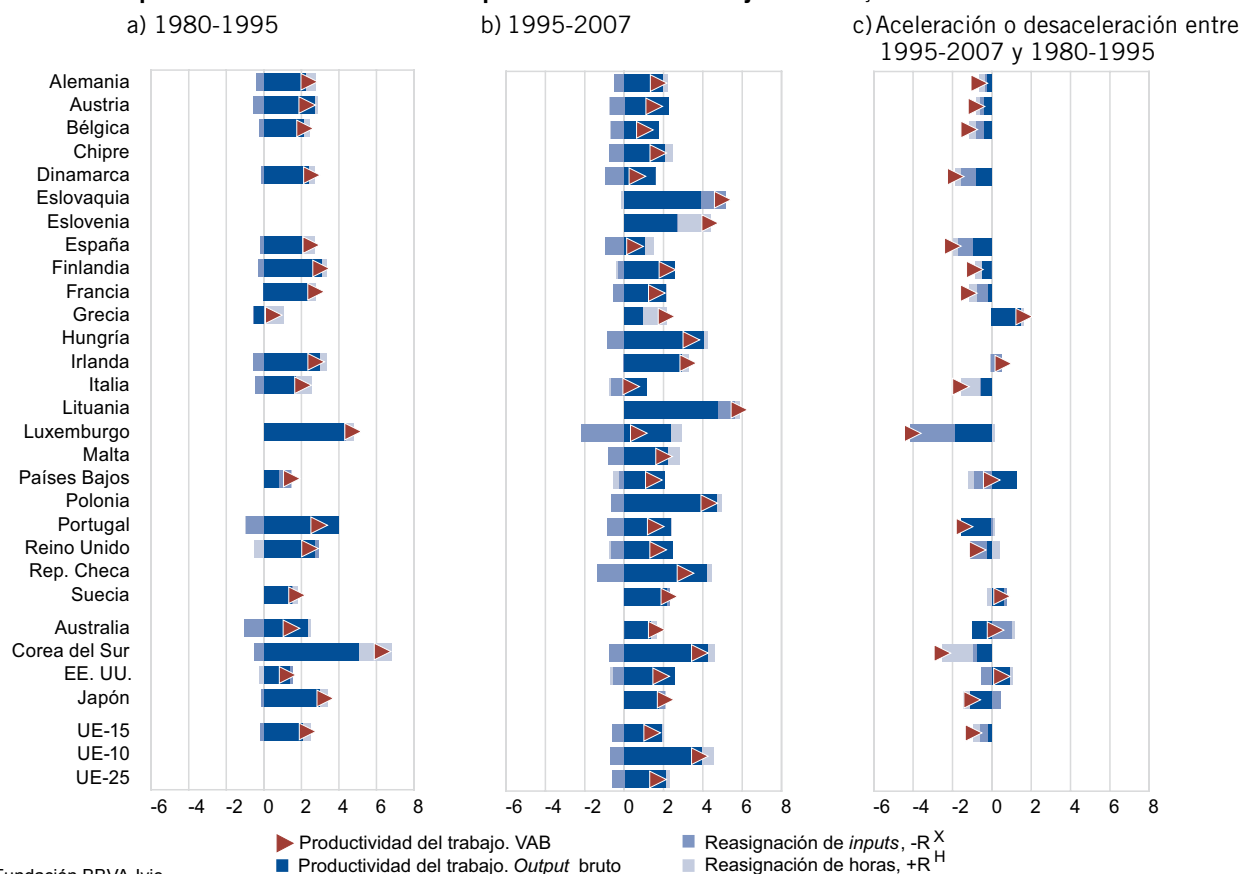 a) 1980-1995
b) 1995-2007
c) Aceleración o desaceleración entre
1995-2007 y 1980-1995
Alemania
Austria
Bélgica
Chipre
Dinamarca
Eslovaquia
Eslovenia
España
Finlandia
Francia
Grecia
Hungría
Irlanda
Italia
Lituania
Luxemburgo
Malta
Países Bajos
Polonia
Portugal
Reino Unido
Rep. Checa
Suecia
Australia
Corea del Sur
EE. UU.
Japón
UE-15
UE-10
UE-25
-6 -4 -2 0 2 4 6 8
-6 -4 -2 0 2 4 6 8
-6 -4 -2 0 2 4 6 8
Productividad del trabajo. VAB
Reasignación de inputs, -R X
Productividad del trabajo. Output bruto
Reasignación de horas, +R H